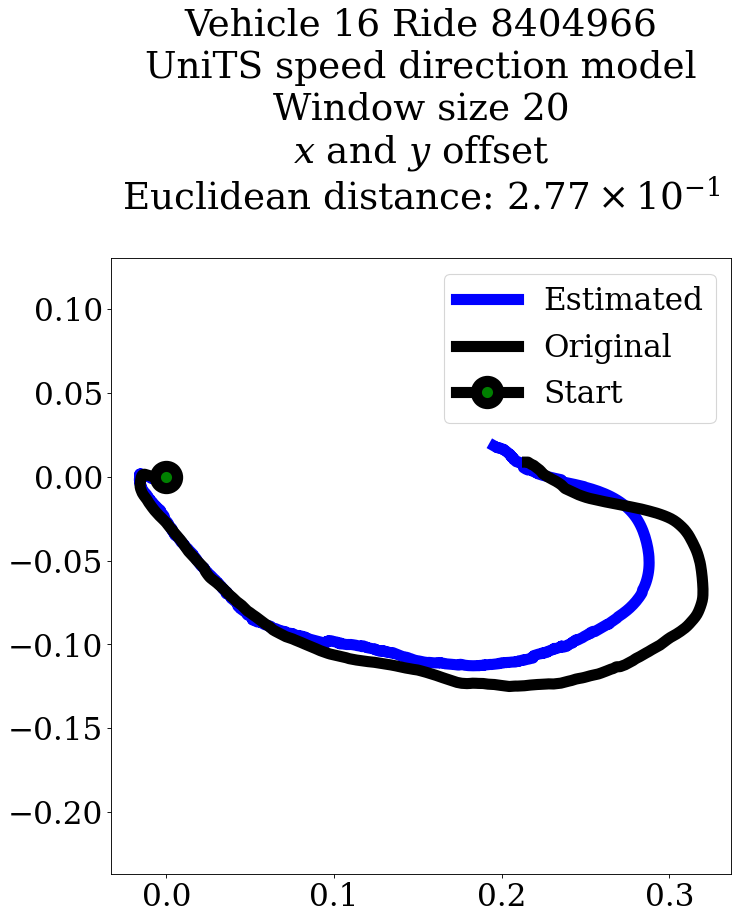 Vehicle 16 Ride 8404966
UniTS speed direction model
Window size 20
x and y offset
Euclidean distance: 2.77 × 10⁻¹
Estimated
Original
Start
0.10
0.05
0.00
−0.05
−0.10
−0.15
−0.20
0.0 0.1 0.2 0.3